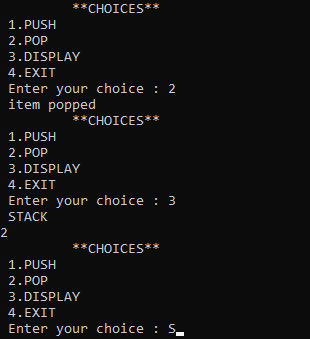 **CHOICES**
1.PUSH
2.POP
3.DISPLAY
4.EXIT
Enter your choice : 2
item popped
**CHOICES**
1.PUSH
2.POP
3.DISPLAY
4.EXIT
Enter your choice : 3
STACK
2
**CHOICES**
1.PUSH
2.POP
3.DISPLAY
4.EXIT
Enter your choice : S